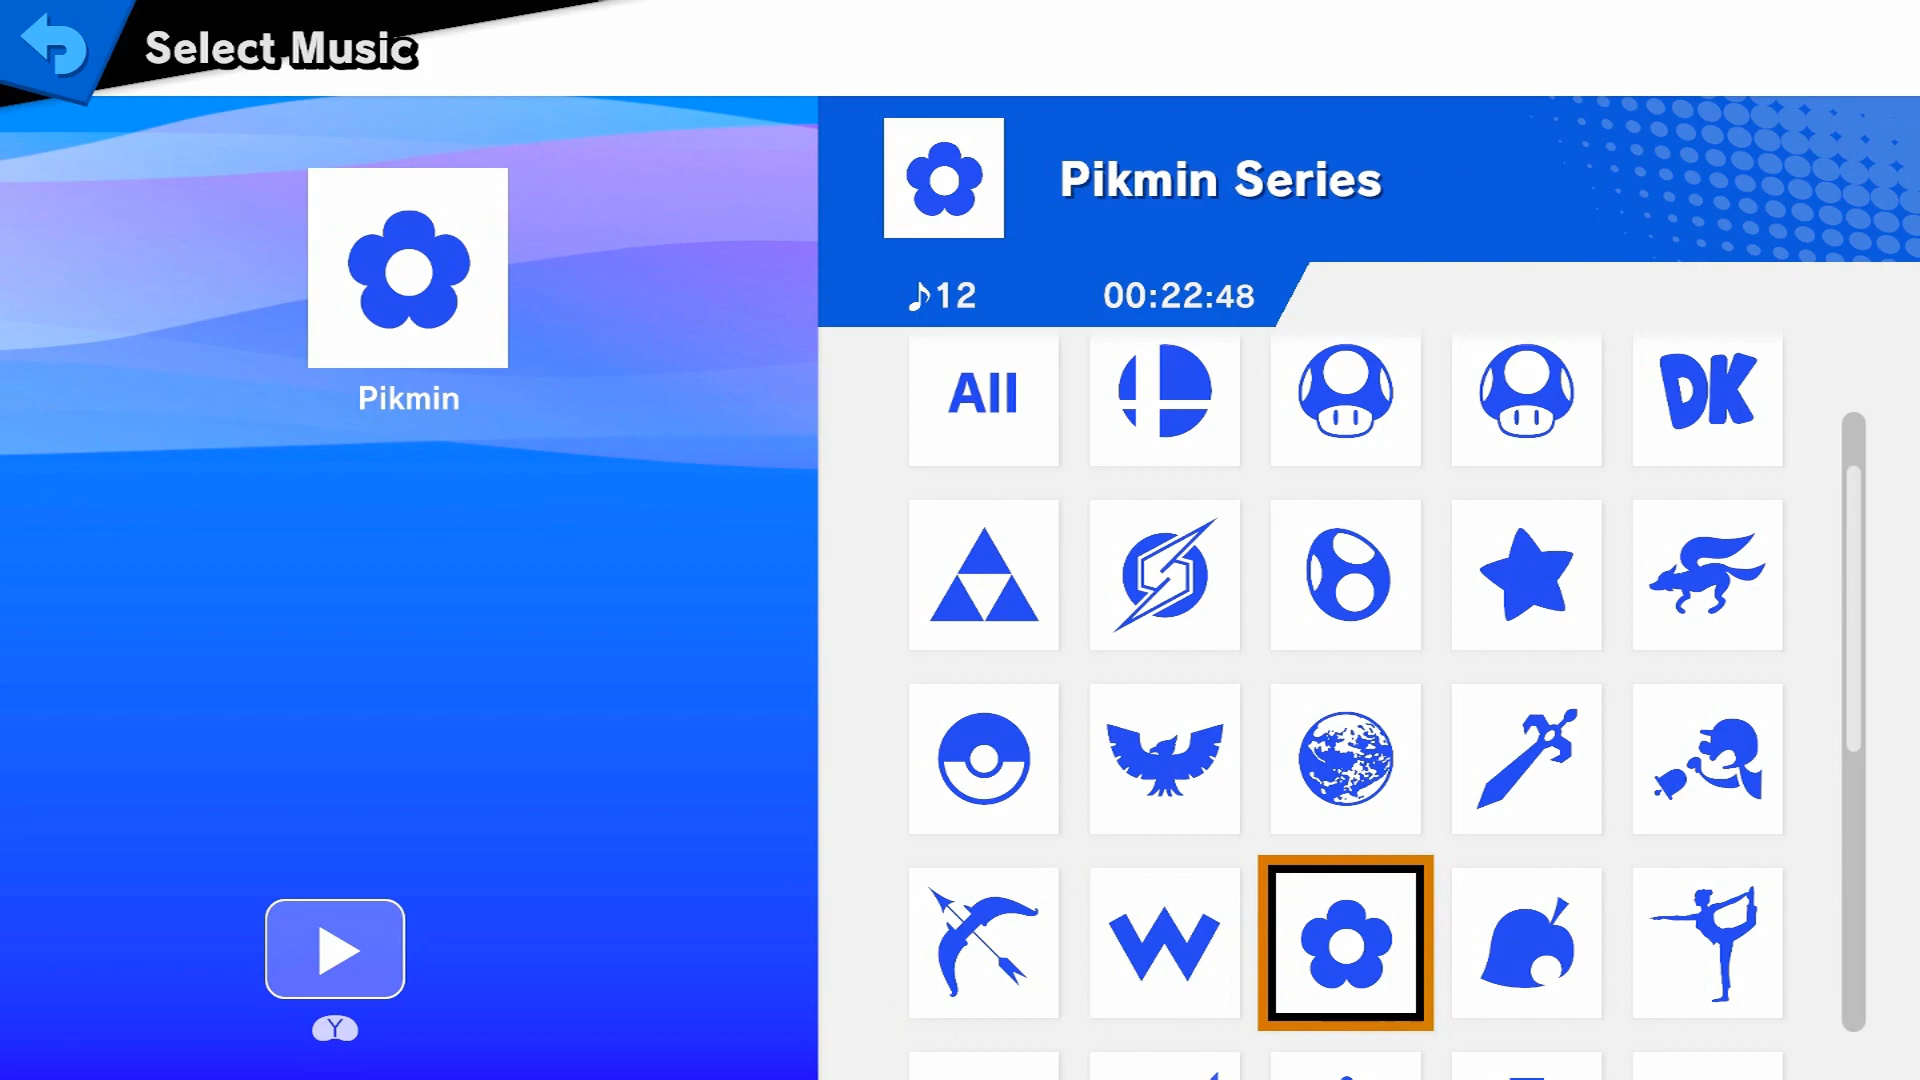 Select Music
Pikmin
Y
Pikmin Series
♪12 00:22:48
All
DK
W